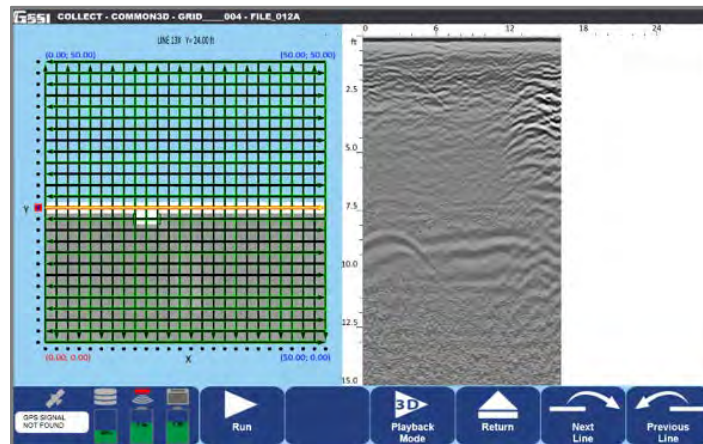 GSSI COLLECT - COMMON3D - GRID____004 - FILE_012A
LINE 13X Y= 24.00 ft
(0.00; 50.00) (50.00; 50.00)
Y
(0.00; 0.00) X (50.00; 0.00)
0 6 12 18 24
ft
2.5
5.0
7.5
10.0
12.5
15.0
GPS SIGNAL
NOT FOUND
Run
3D
Playback
Mode
Return
Next
Line
Previous
Line